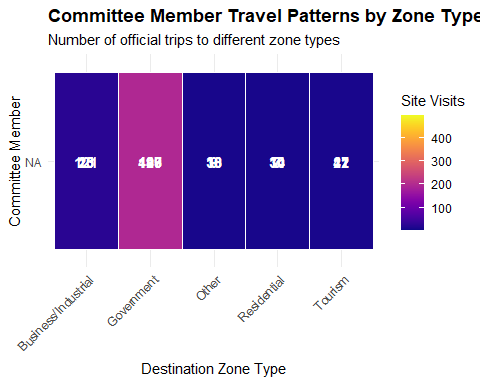 Committee Member Travel Patterns by Zone Type
Number of official trips to different zone types
Committee Member
NA
Site Visits
400
300
200
100
Business/Industrial
Government
Other
Residential
Tourism
Destination Zone Type